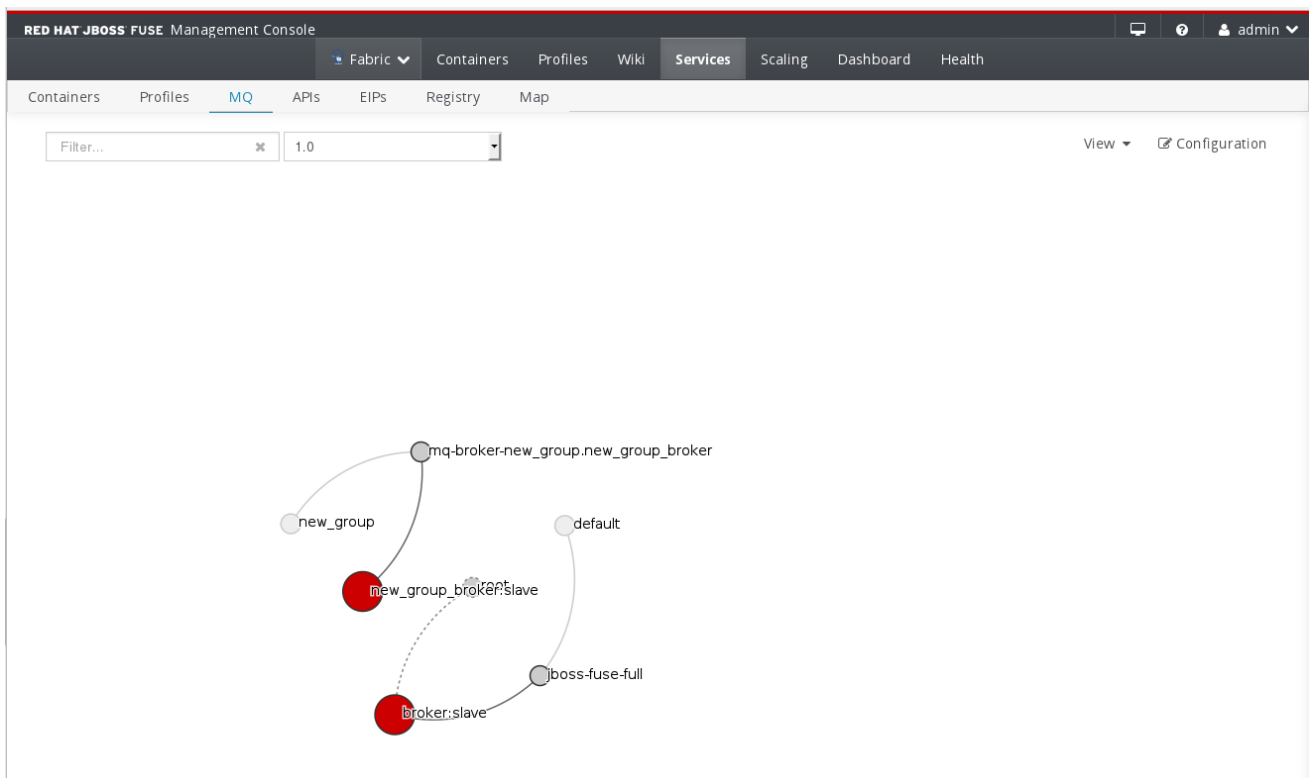 RED HAT JBOSS FUSE Management Console
admin
Fabric Containers Profiles Wiki Services Scaling Dashboard Health
Containers Profiles MQ APIs EIPs Registry Map
Filter... 1.0 View Configuration
mq-broker-new_group.new_group_broker
new_group default
root
new_group_broker:slave
jboss-fuse-full
broker:slave